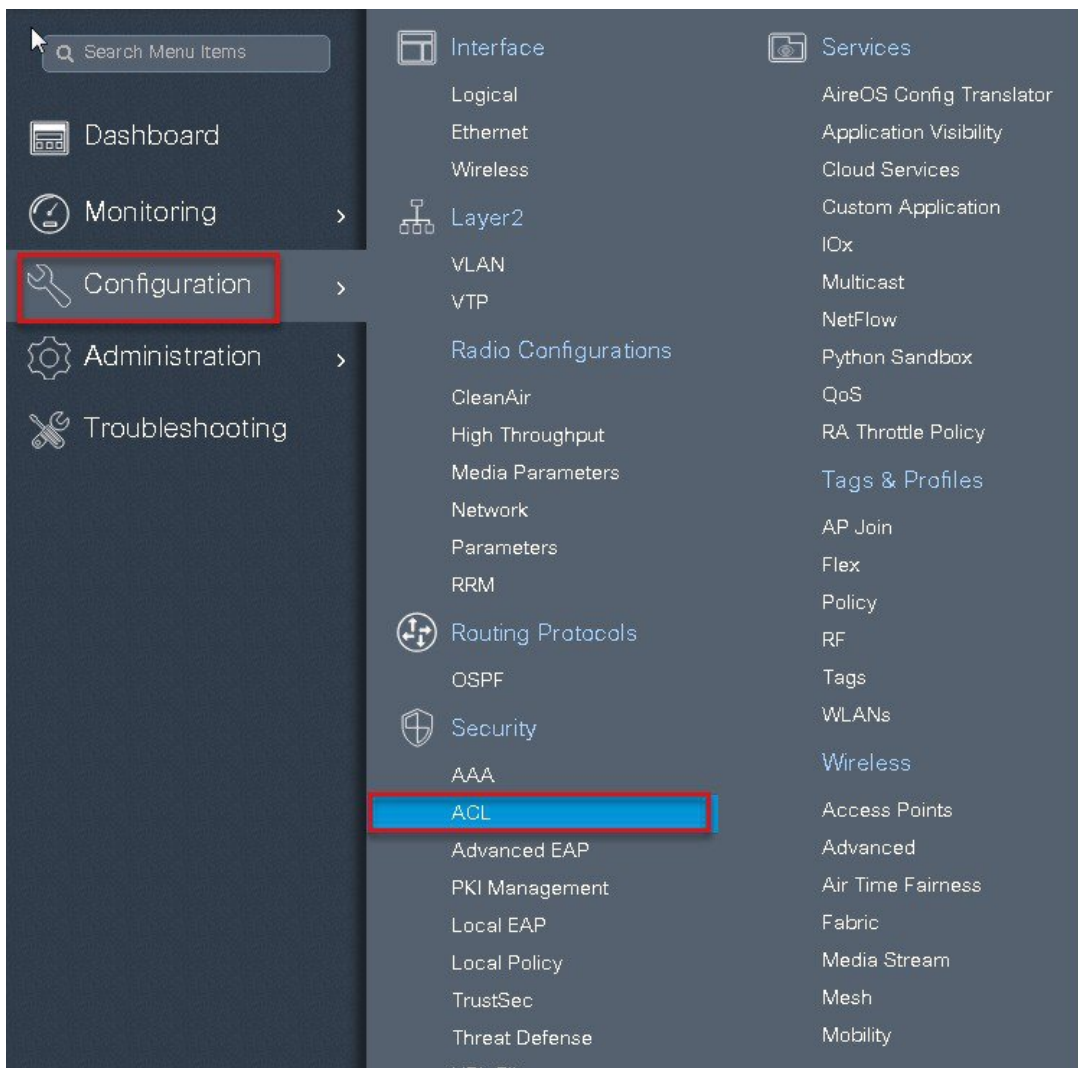 Search Menu Items
Dashboard
Monitoring
Configuration
Administration
Troubleshooting
Interface
Logical
Ethernet
Wireless
Layer2
VLAN
VTP
Radio Configurations
CleanAir
High Throughput
Media Parameters
Network
Parameters
RRM
Routing Protocols
OSPF
Security
AAA
ACL
Advanced EAP
PKI Management
Local EAP
Local Policy
TrustSec
Threat Defense
Services
AireOS Config Translator
Application Visibility
Cloud Services
Custom Application
IOx
Multicast
NetFlow
Python Sandbox
QoS
RA Throttle Policy
Tags & Profiles
AP Join
Flex
Policy
RF
Tags
WLANs
Wireless
Access Points
Advanced
Air Time Fairness
Fabric
Media Stream
Mesh
Mobility